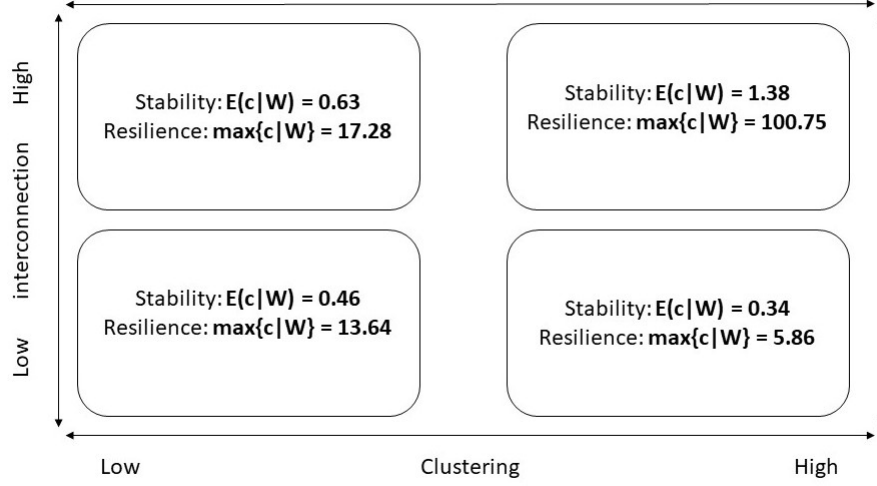 High
Stability: E(c|W) = 0.63
Resilience: max{c|W} = 17.28
Stability: E(c|W) = 1.38
Resilience: max{c|W} = 100.75
interconnection
Stability: E(c|W) = 0.46
Resilience: max{c|W} = 13.64
Stability: E(c|W) = 0.34
Resilience: max{c|W} = 5.86
Low
Low Clustering High